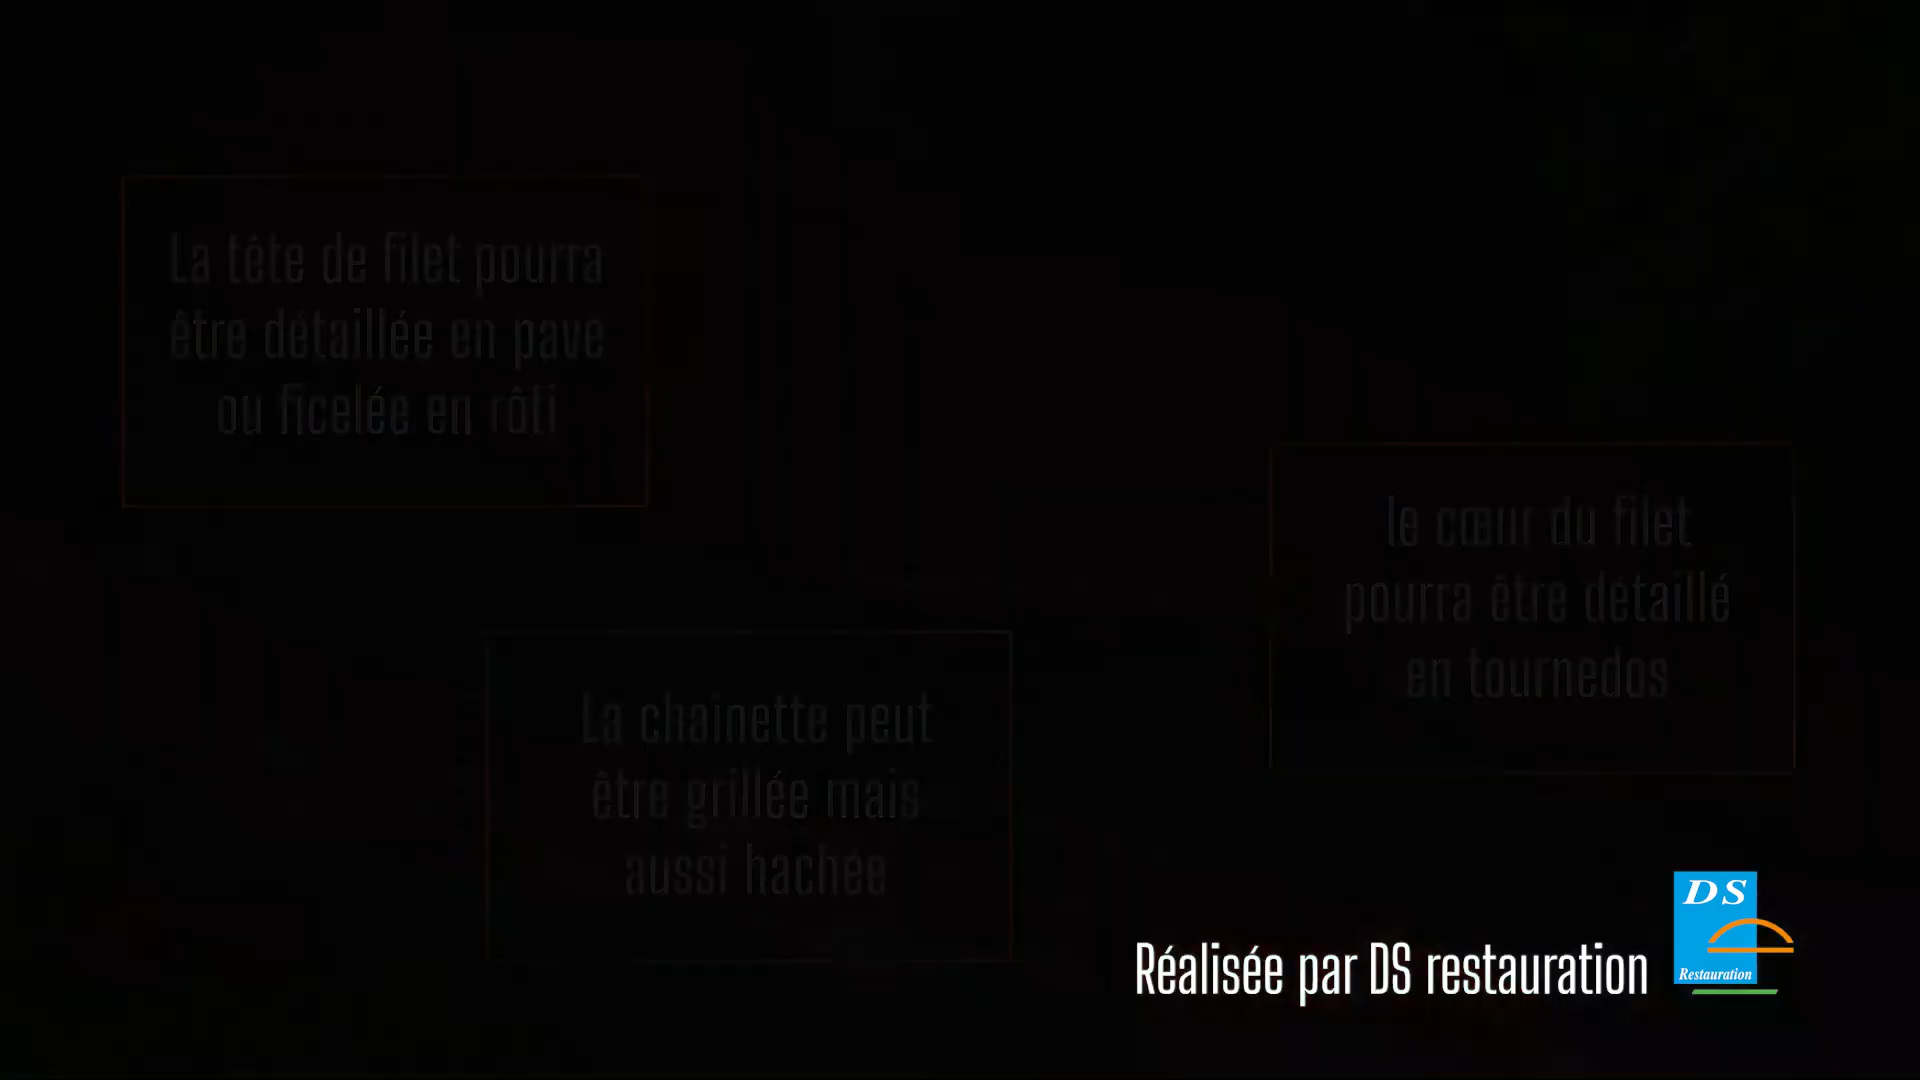 La tête de filet pourra
être détaillée en pavé
ou ficelée en rôti
le cœur du filet
pourra être détaillé
en tournedos
La chainette peut
être grillée mais
aussi hachée
Réalisée par DS restauration
DS
Restauration